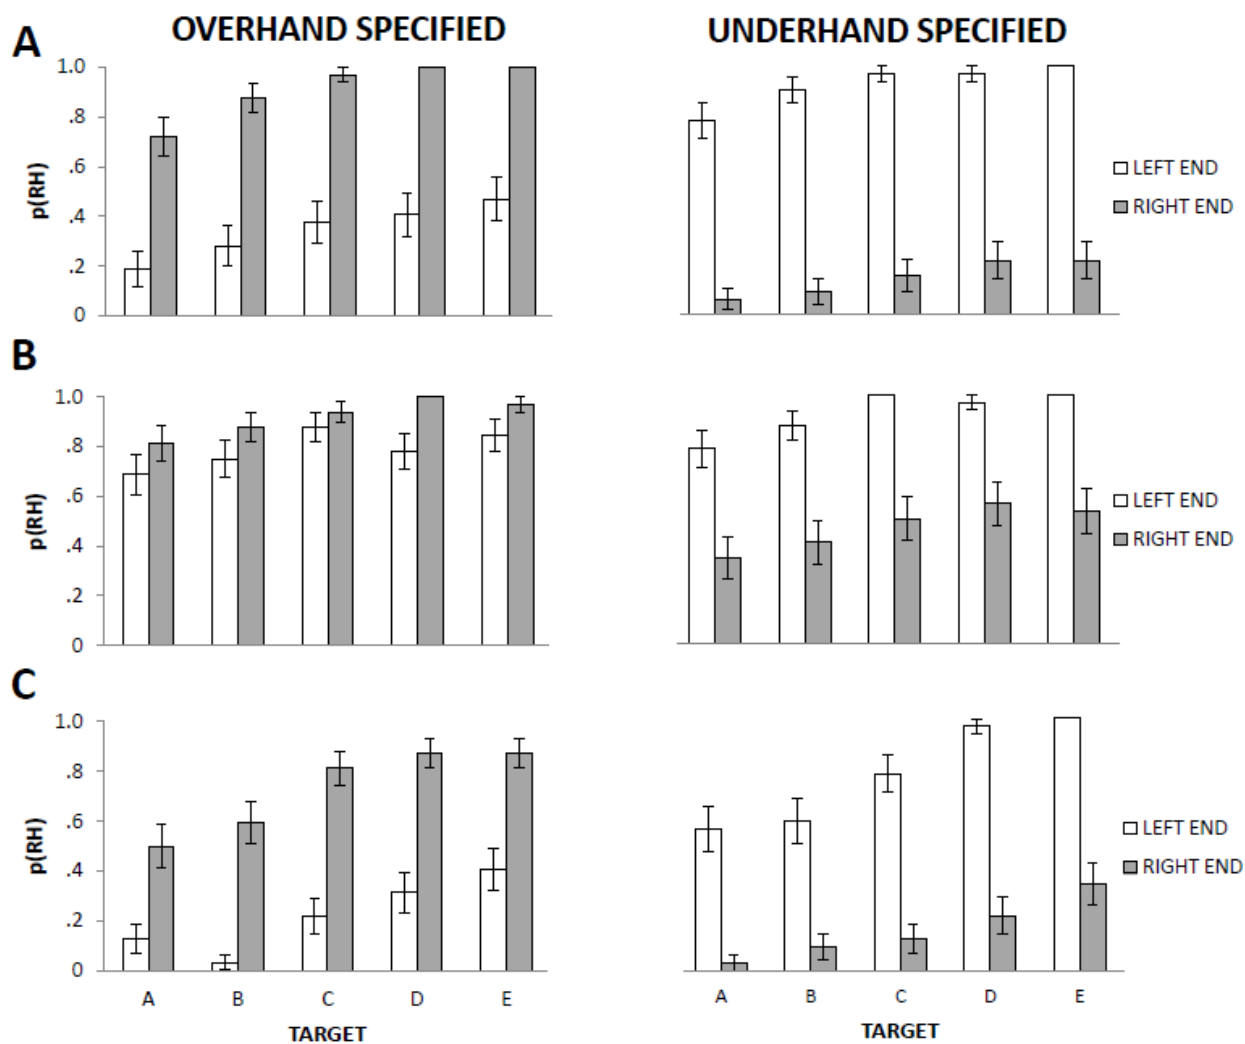 A
OVERHAND SPECIFIED
UNDERHAND SPECIFIED
1.0
.8
.6
.4
.2
0
p(RH)
LEFT END
RIGHT END
B
1.0
.8
.6
.4
.2
0
p(RH)
LEFT END
RIGHT END
C
1.0
.8
.6
.4
.2
0
p(RH)
LEFT END
RIGHT END
A B C D E
TARGET
A B C D E
TARGET